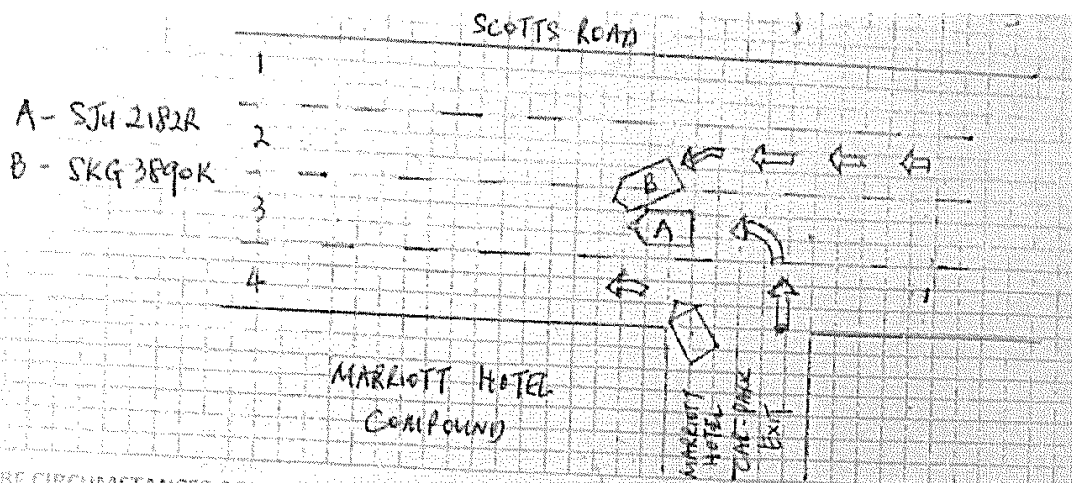 SCOTTS ROAD
1
A - SJU 2182R
2
B - SKG 3890K
B
3
A
4
MARRIOTT HOTEL
COMPOUND
MARRIOTT
HOTEL
CAR-PARK
EXIT